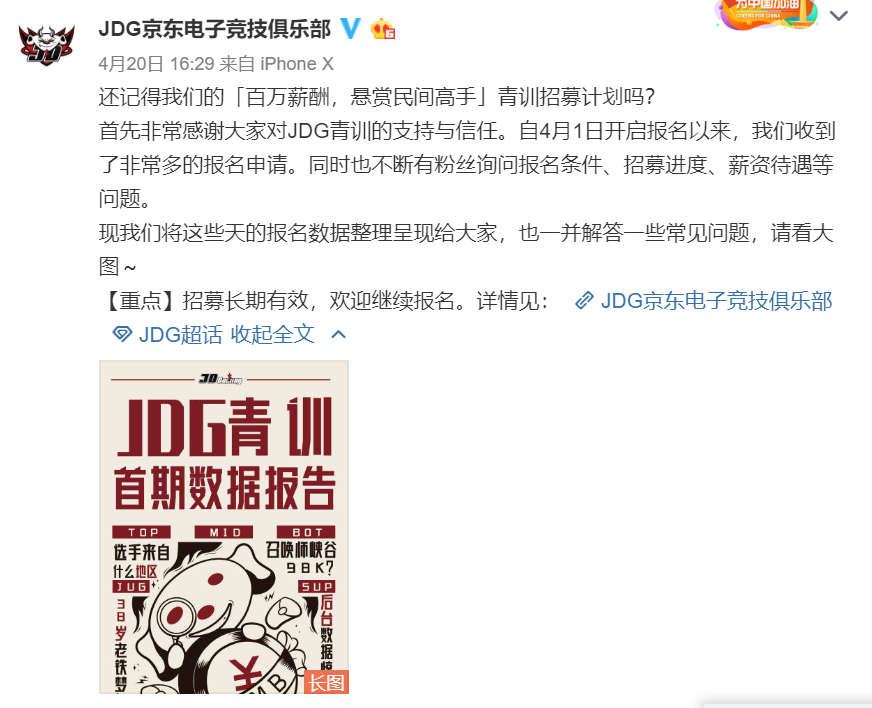 为中国加油
CHEERS FOR CHINA
JDG京东电子竞技俱乐部
4月20日 16:29 来自 iPhone X
还记得我们的「百万薪酬，悬赏民间高手」青训招募计划吗？
首先非常感谢大家对JDG青训的支持与信任。自4月1日开启报名以来，我们收到
了非常多的报名申请。同时也不断有粉丝询问报名条件、招募进度、薪资待遇等
问题。
现我们将这些天的报名数据整理呈现给大家，也一并解答一些常见问题，请看大
图～
【重点】招募长期有效，欢迎继续报名。详情见： JDG京东电子竞技俱乐部
JDG超话 收起全文
JD Gaming
JDG青训
首期数据报告
TOP MID BOT
选手来自
什么地区
召唤师峡谷
98K?
JUG
SUP
38岁老铁梦
后台数据惊
¥
MB
长图